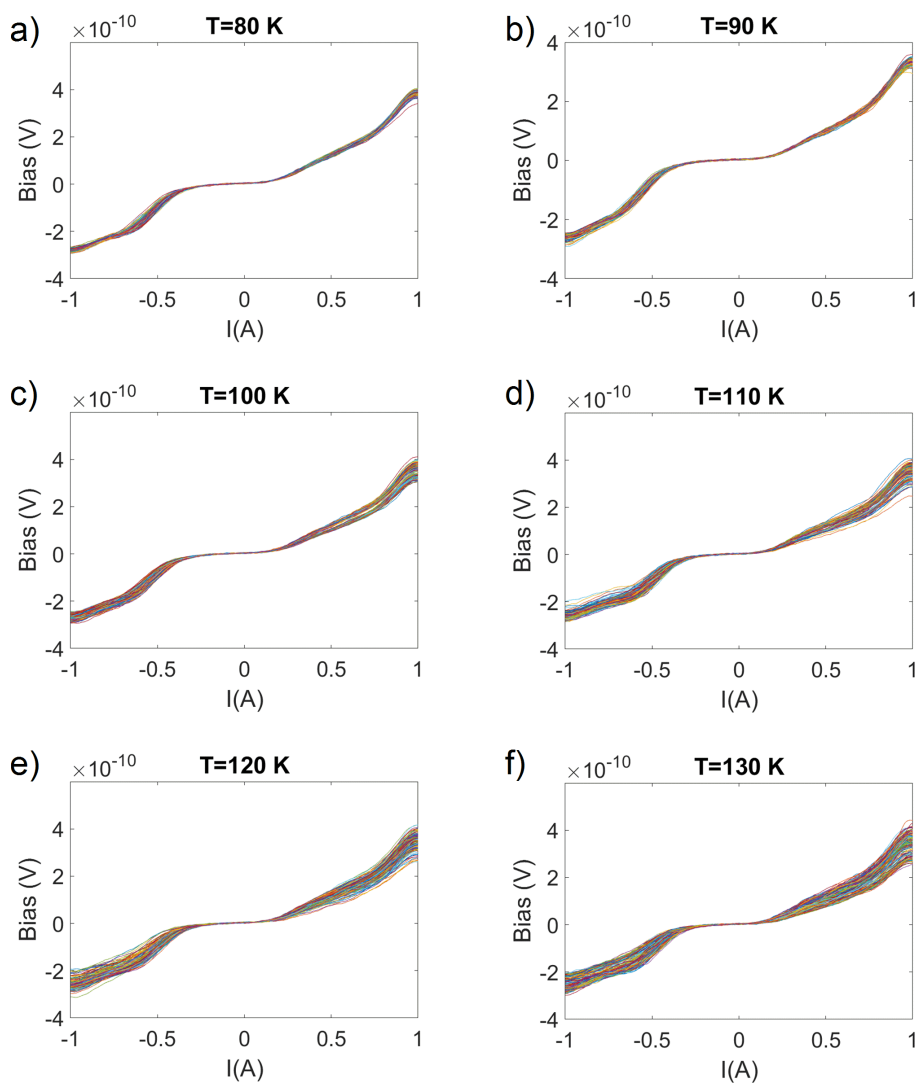 a)
×10-10
T=80 K
4
2
0
-2
-4
Bias (V)
-1
-0.5
0
0.5
1
I(A)
b)
×10-10
T=90 K
4
2
0
-2
-4
Bias (V)
-1
-0.5
0
0.5
1
I(A)
c)
×10-10
T=100 K
4
2
0
-2
-4
Bias (V)
-1
-0.5
0
0.5
1
I(A)
d)
×10-10
T=110 K
4
2
0
-2
-4
Bias (V)
-1
-0.5
0
0.5
1
I(A)
e)
×10-10
T=120 K
4
2
0
-2
-4
Bias (V)
-1
-0.5
0
0.5
1
I(A)
f)
×10-10
T=130 K
4
2
0
-2
-4
Bias (V)
-1
-0.5
0
0.5
1
I(A)